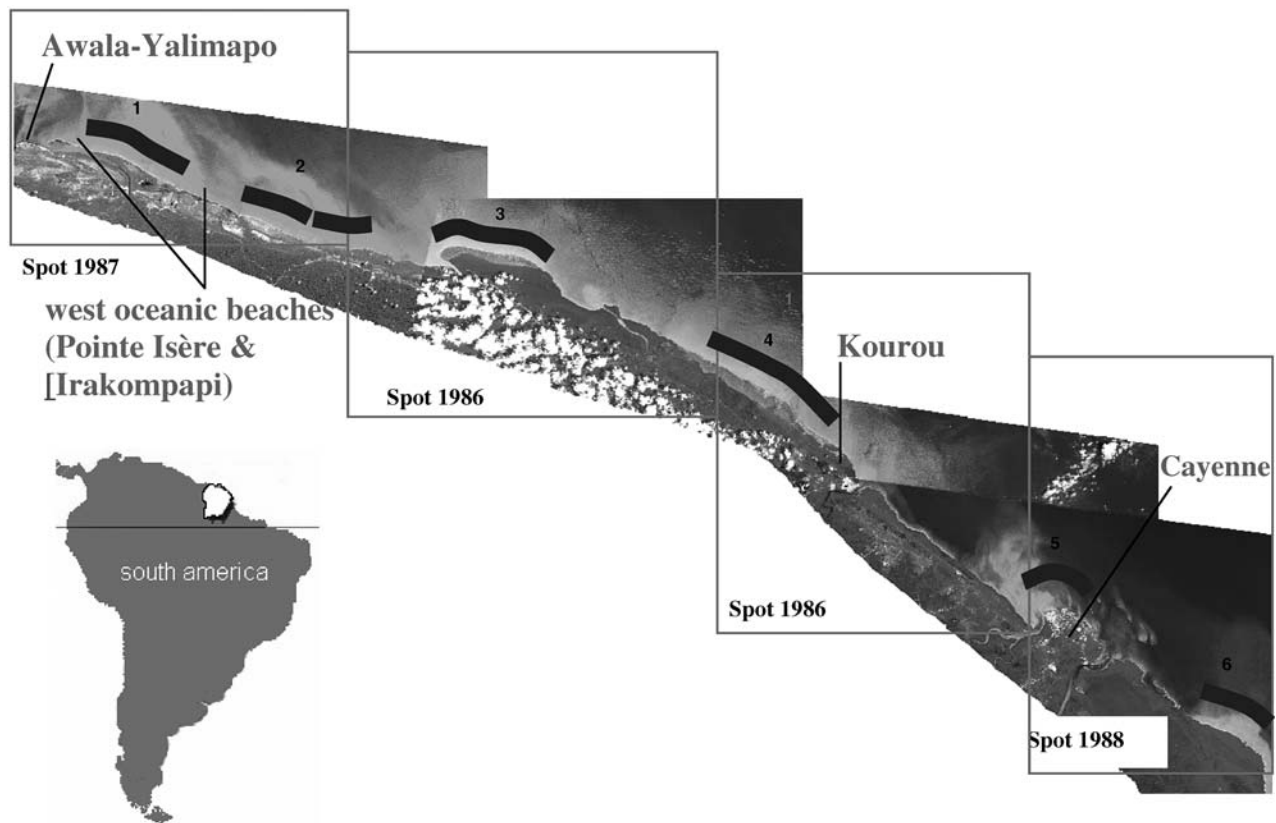 Awala-Yalimapo
1
2
3
Spot 1987
west oceanic beaches
(Pointe Isère &
[Irakompapi)
1
4
Kourou
Spot 1986
Cayenne
5
south america
Spot 1986
6
Spot 1988